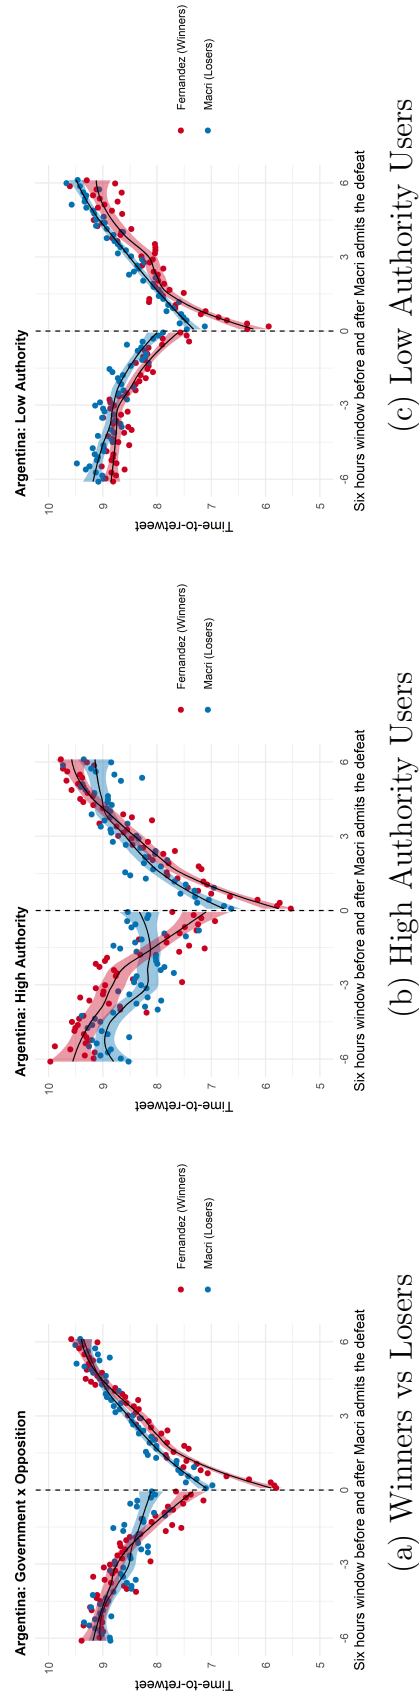 Argentina: Government x Opposition
Time-to-retweet
10
9
8
7
6
5
-6
-3
0
3
6
Six hours window before and after Macri admits the defeat
Fernandez (Winners)
Macri (Losers)
(a) Winners vs Losers
Argentina: High Authority
Time-to-retweet
10
9
8
7
6
5
-6
-3
0
3
6
Six hours window before and after Macri admits the defeat
Fernandez (Winners)
Macri (Losers)
(b) High Authority Users
Argentina: Low Authority
Time-to-retweet
10
9
8
7
6
5
-6
-3
0
3
6
Six hours window before and after Macri admits the defeat
Fernandez (Winners)
Macri (Losers)
(c) Low Authority Users